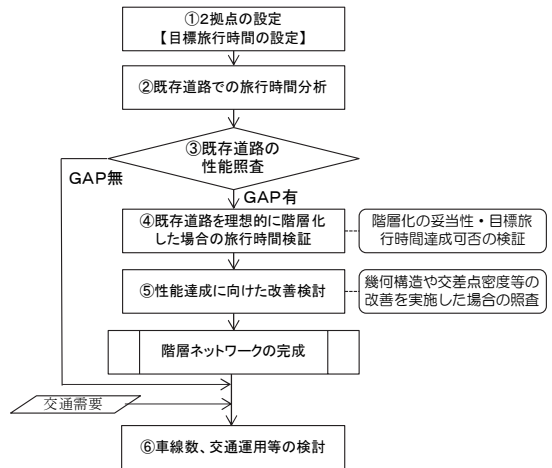 ①2拠点の設定
【目標旅行時間の設定】
②既存道路での旅行時間分析
③既存道路の
性能照査
GAP無
GAP有
④既存道路を理想的に階層化
した場合の旅行時間検証
階層化の妥当性・目標旅
行時間達成可否の検証
⑤性能達成に向けた改善検討
幾何構造や交差点密度等の
改善を実施した場合の照査
階層ネットワークの完成
交通需要
⑥車線数、交通運用等の検討